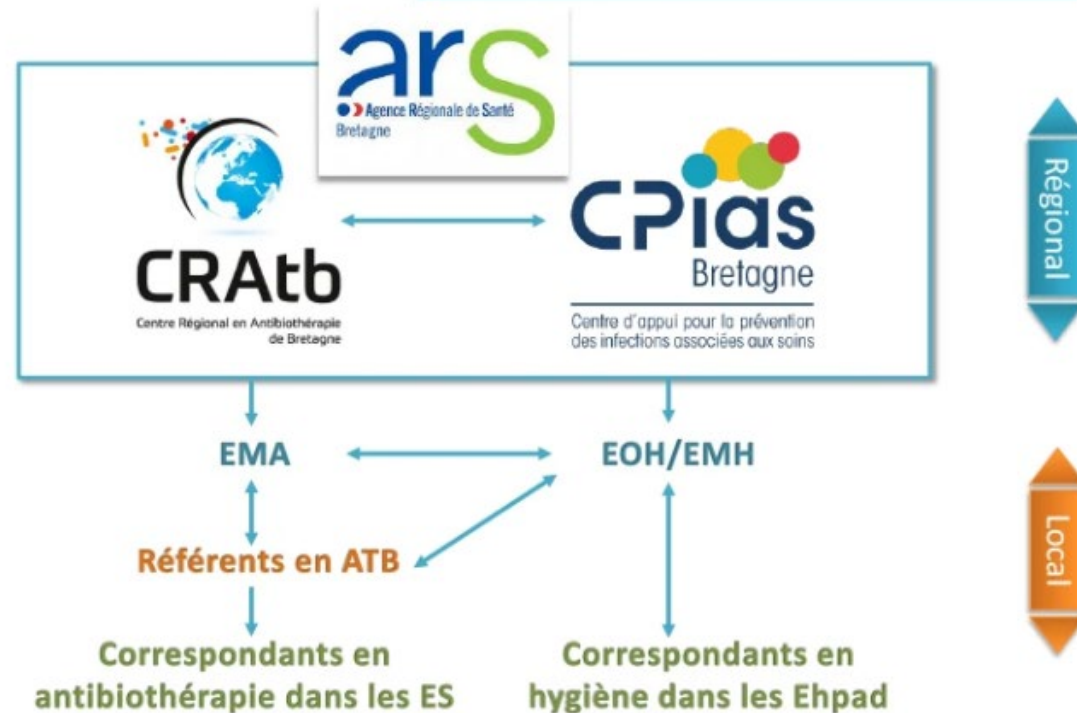 ars
Agence Régionale de Santé
Bretagne
CRAtb
Centre Régional en Antibiothérapie
de Bretagne
CPias
Bretagne
Centre d'appui pour la prévention
des infections associées aux soins
Régional
EMA
EOH/EMH
Référents en ATB
Local
Correspondants en
antibiothérapie dans les ES
Correspondants en
hygiène dans les Ehpad